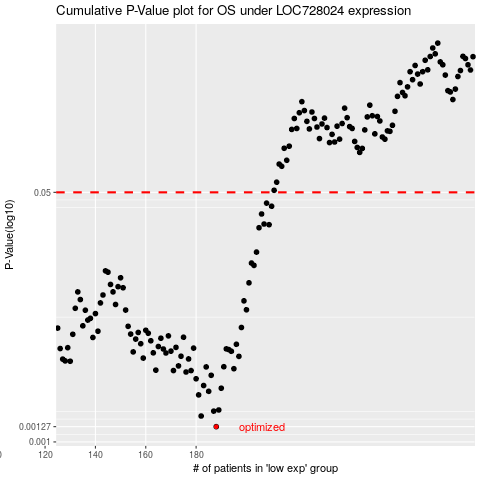 Cumulative P-Value plot for OS under LOC728024 expression
P-Value(log10)
0.05
0.00127
0.001
optimized
0
120
140
160
180
# of patients in 'low exp' group